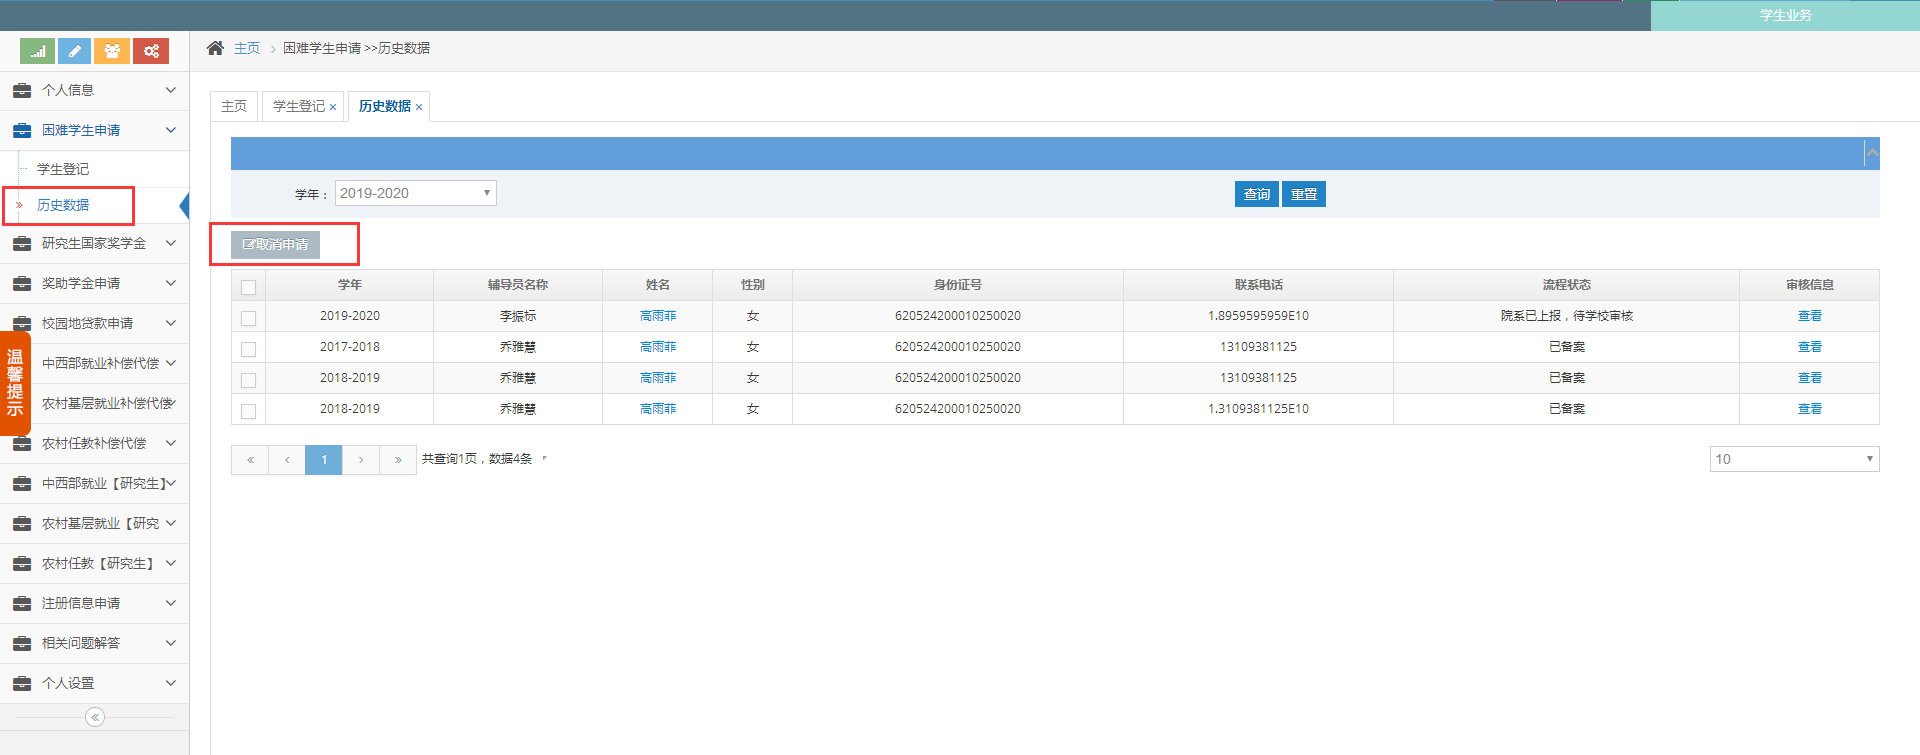 学生业务
主页 > 困难学生申请 >>历史数据
个人信息
困难学生申请
学生登记
历史数据
研究生国家奖学金
奖助学金申请
校园地贷款申请
中西部就业补偿代偿
农村基层就业补偿代偿
农村任教补偿代偿
中西部就业【研究生】
农村基层就业【研究
农村任教【研究生】
注册信息申请
相关问题解答
个人设置
温馨提示
主页 学生登记 × 历史数据 ×
学年： 2019-2020 查询 重置
取消申请
学年 辅导员名称 姓名 性别 身份证号 联系电话 流程状态 审核信息
2019-2020 李振标 高雨菲 女 620524200010250020 1.8959595959E10 院系已上报，待学校审核 查看
2017-2018 乔雅慧 高雨菲 女 620524200010250020 13109381125 已备案 查看
2018-2019 乔雅慧 高雨菲 女 620524200010250020 13109381125 已备案 查看
2018-2019 乔雅慧 高雨菲 女 620524200010250020 1.3109381125E10 已备案 查看
« ‹ 1 › » 共查询1页，数据4条 10